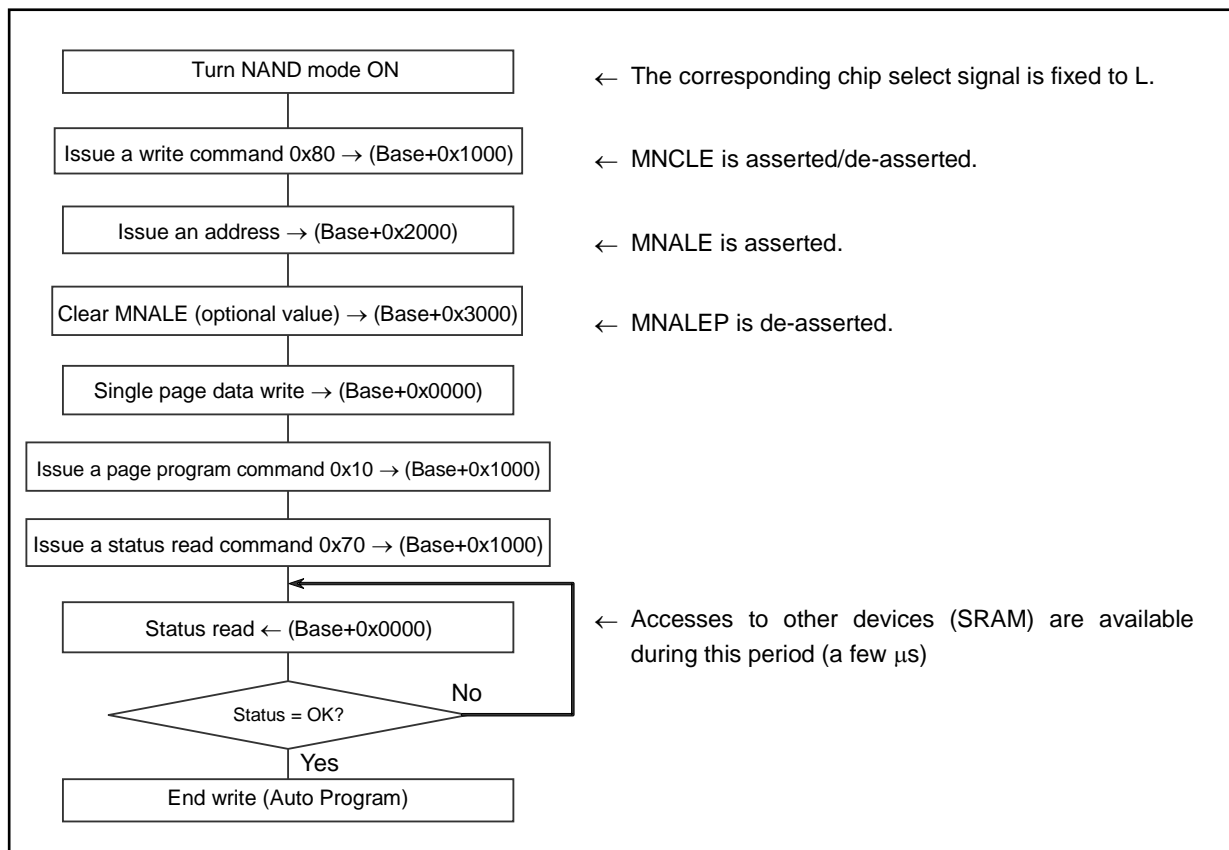 Turn NAND mode ON
← The corresponding chip select signal is fixed to L.
Issue a write command 0x80 → (Base+0x1000)
← MNCLE is asserted/de-asserted.
Issue an address → (Base+0x2000)
← MNALE is asserted.
Clear MNALE (optional value) → (Base+0x3000)
← MNALEP is de-asserted.
Single page data write → (Base+0x0000)
Issue a page program command 0x10 → (Base+0x1000)
Issue a status read command 0x70 → (Base+0x1000)
Status read ← (Base+0x0000)
← Accesses to other devices (SRAM) are available
during this period (a few μs)
Status = OK?
No
Yes
End write (Auto Program)